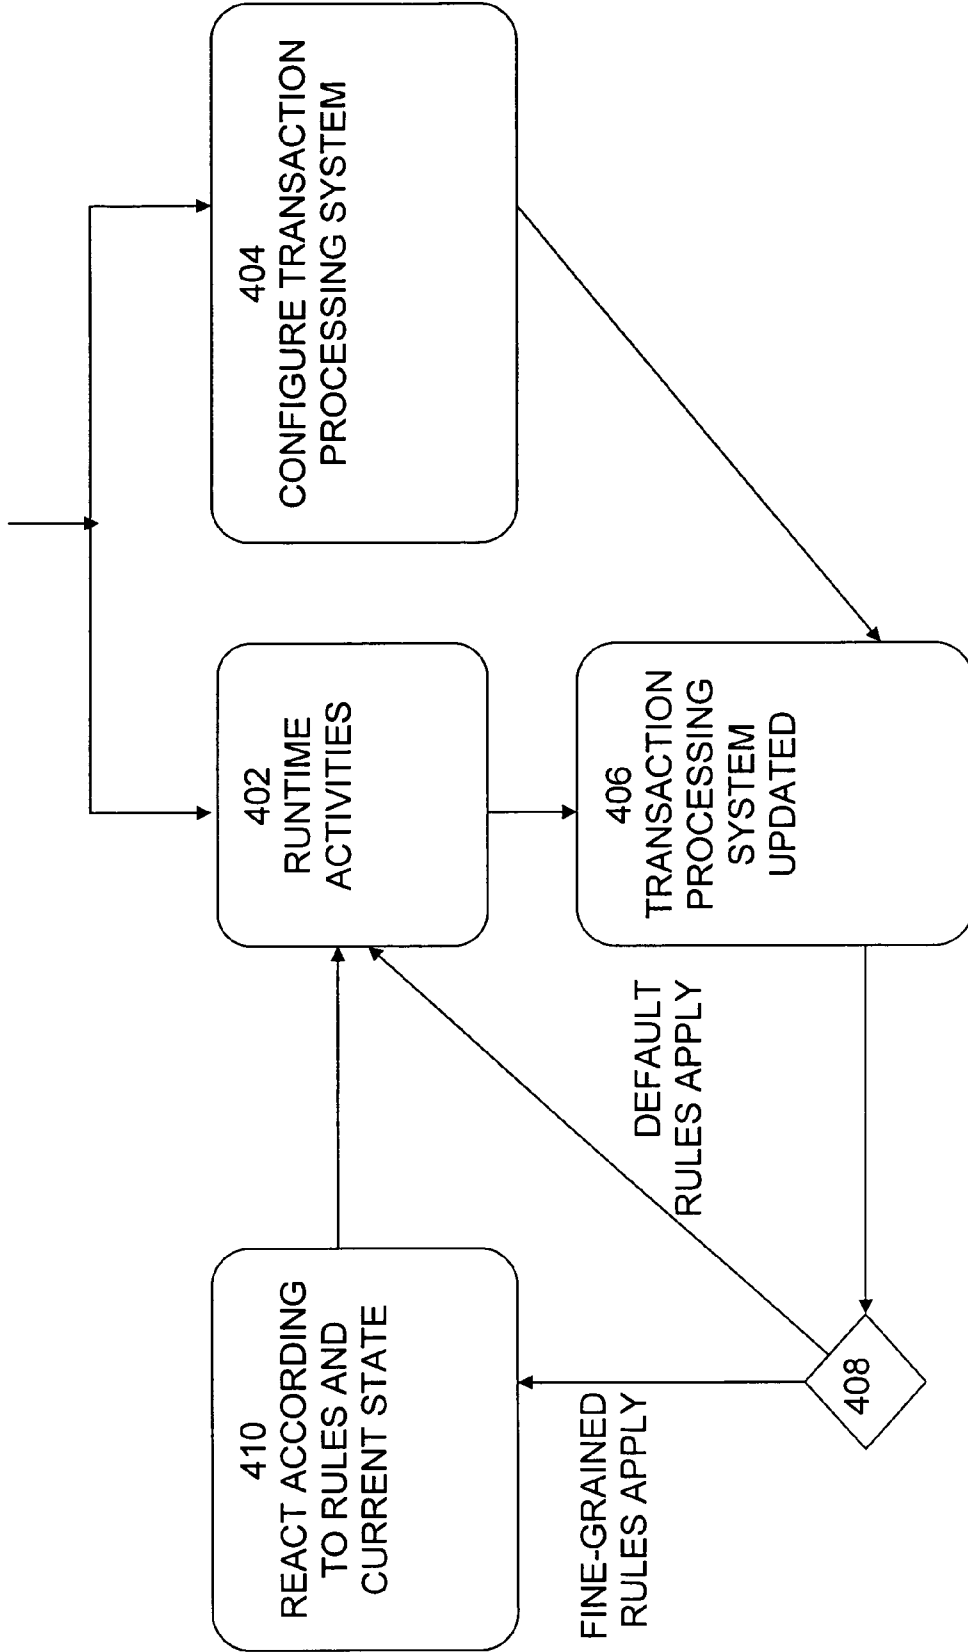 410
REACT ACCORDING
TO RULES AND
CURRENT STATE
402
RUNTIME
ACTIVITIES
404
CONFIGURE TRANSACTION
PROCESSING SYSTEM
FINE-GRAINED
RULES APPLY
DEFAULT
RULES APPLY
406
TRANSACTION
PROCESSING
SYSTEM
UPDATED
408